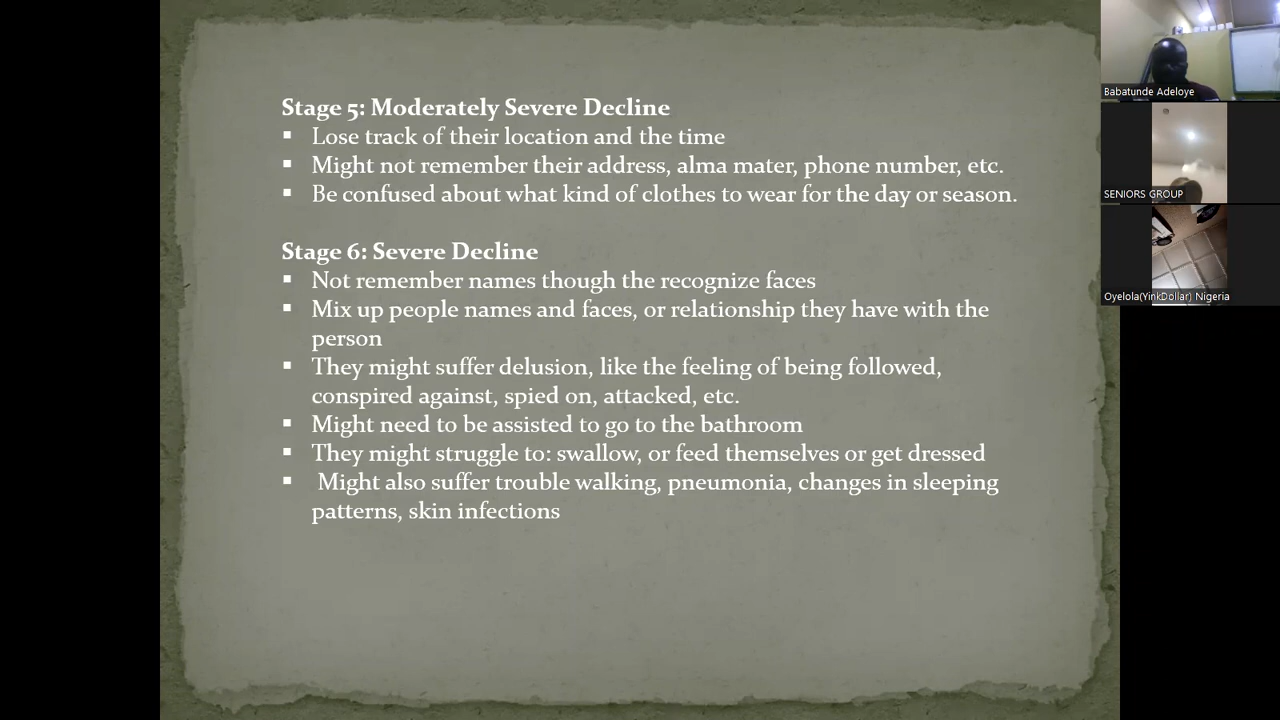 Stage 5: Moderately Severe Decline
▪ Lose track of their location and the time
▪ Might not remember their address, alma mater, phone number, etc.
▪ Be confused about what kind of clothes to wear for the day or season.
Stage 6: Severe Decline
▪ Not remember names though the recognize faces
▪ Mix up people names and faces, or relationship they have with the
person
▪ They might suffer delusion, like the feeling of being followed,
conspired against, spied on, attacked, etc.
▪ Might need to be assisted to go to the bathroom
▪ They might struggle to: swallow, or feed themselves or get dressed
▪ Might also suffer trouble walking, pneumonia, changes in sleeping
patterns, skin infections
Babatunde Adeloye
SENIORS GROUP
Oyelola(YinkDollar) Nigeria